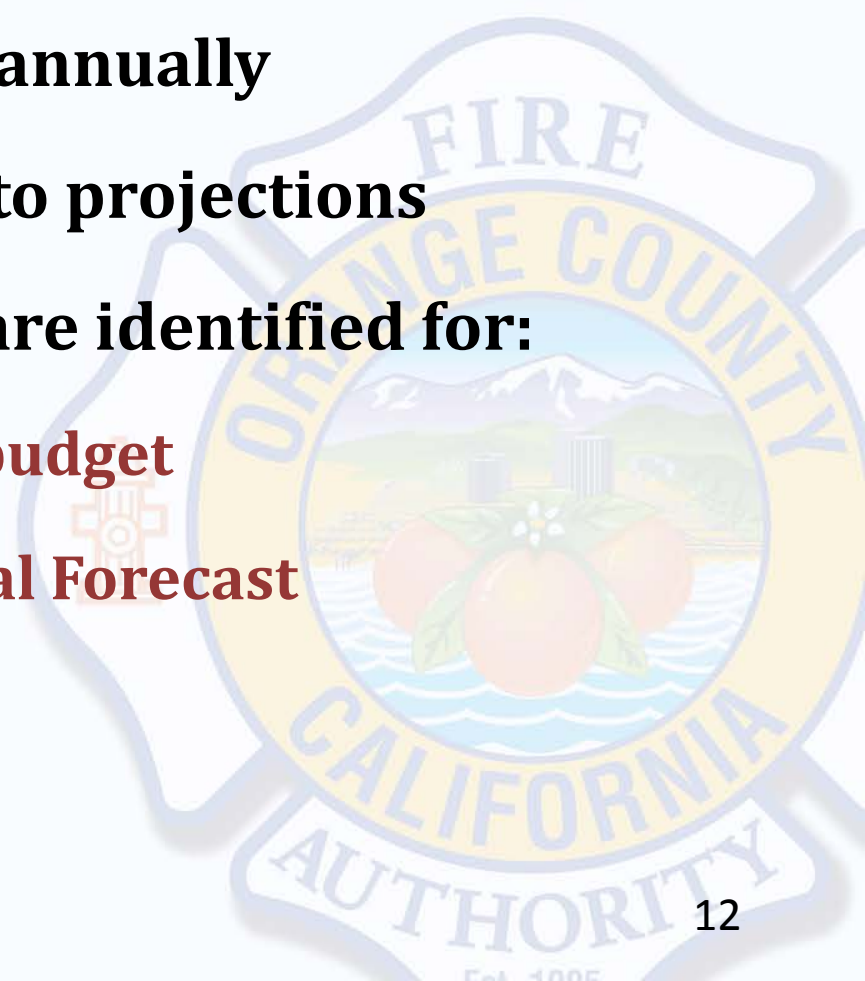 annually
to projections
are identified for:
budget
al Forecast
FIRE
ORANGE COUNTY
CALIFORNIA
AUTHORITY
12